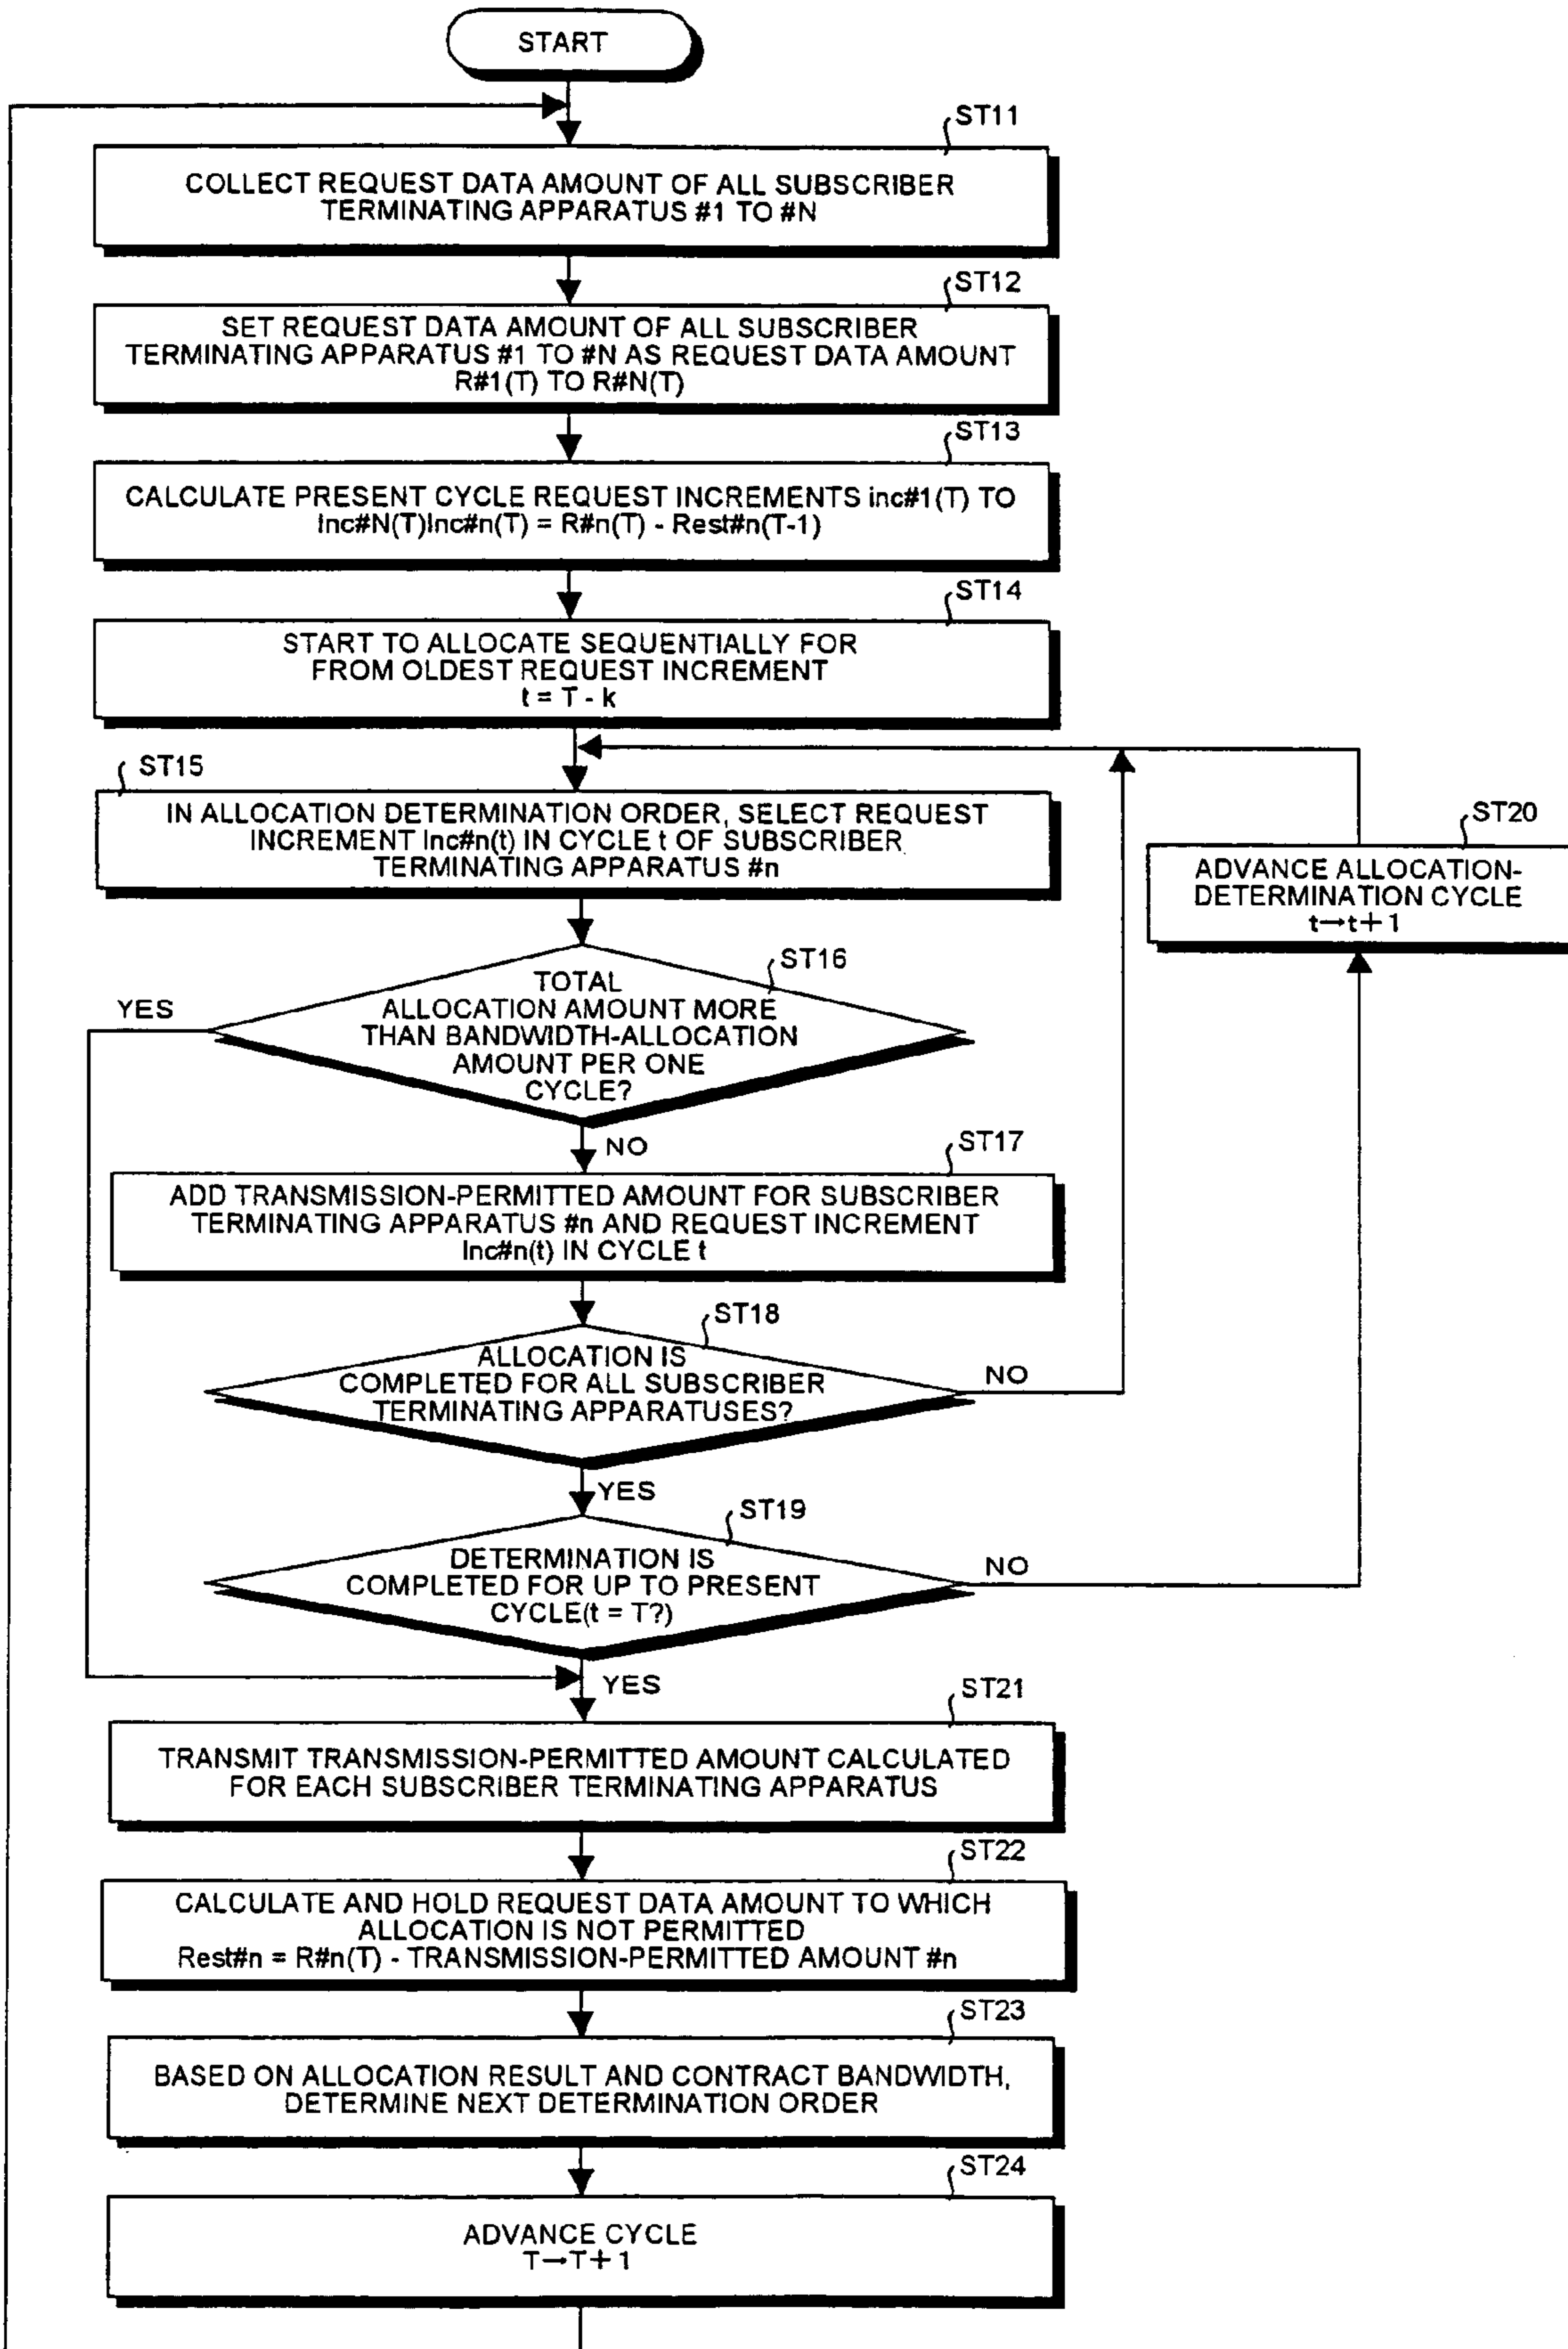 START
ST11
COLLECT REQUEST DATA AMOUNT OF ALL SUBSCRIBER
TERMINATING APPARATUS #1 TO #N
ST12
SET REQUEST DATA AMOUNT OF ALL SUBSCRIBER
TERMINATING APPARATUS #1 TO #N AS REQUEST DATA AMOUNT
R#1(T) TO R#N(T)
ST13
CALCULATE PRESENT CYCLE REQUEST INCREMENTS inc#1(T) TO
Inc#N(T)Inc#n(T) = R#n(T) - Rest#n(T-1)
ST14
START TO ALLOCATE SEQUENTIALLY FOR
FROM OLDEST REQUEST INCREMENT
t = T - k
ST15
IN ALLOCATION DETERMINATION ORDER, SELECT REQUEST
INCREMENT Inc#n(t) IN CYCLE t OF SUBSCRIBER
TERMINATING APPARATUS #n
ST20
ADVANCE ALLOCATION-
DETERMINATION CYCLE
t→t+1
ST16
TOTAL
ALLOCATION AMOUNT MORE
THAN BANDWIDTH-ALLOCATION
AMOUNT PER ONE
CYCLE?
YES
NO
ST17
ADD TRANSMISSION-PERMITTED AMOUNT FOR SUBSCRIBER
TERMINATING APPARATUS #n AND REQUEST INCREMENT
Inc#n(t) IN CYCLE t
ST18
ALLOCATION IS
COMPLETED FOR ALL SUBSCRIBER
TERMINATING APPARATUSES?
NO
YES
ST19
DETERMINATION IS
COMPLETED FOR UP TO PRESENT
CYCLE(t = T?)
NO
YES
ST21
TRANSMIT TRANSMISSION-PERMITTED AMOUNT CALCULATED
FOR EACH SUBSCRIBER TERMINATING APPARATUS
ST22
CALCULATE AND HOLD REQUEST DATA AMOUNT TO WHICH
ALLOCATION IS NOT PERMITTED
Rest#n = R#n(T) - TRANSMISSION-PERMITTED AMOUNT #n
ST23
BASED ON ALLOCATION RESULT AND CONTRACT BANDWIDTH,
DETERMINE NEXT DETERMINATION ORDER
ST24
ADVANCE CYCLE
T→T+1